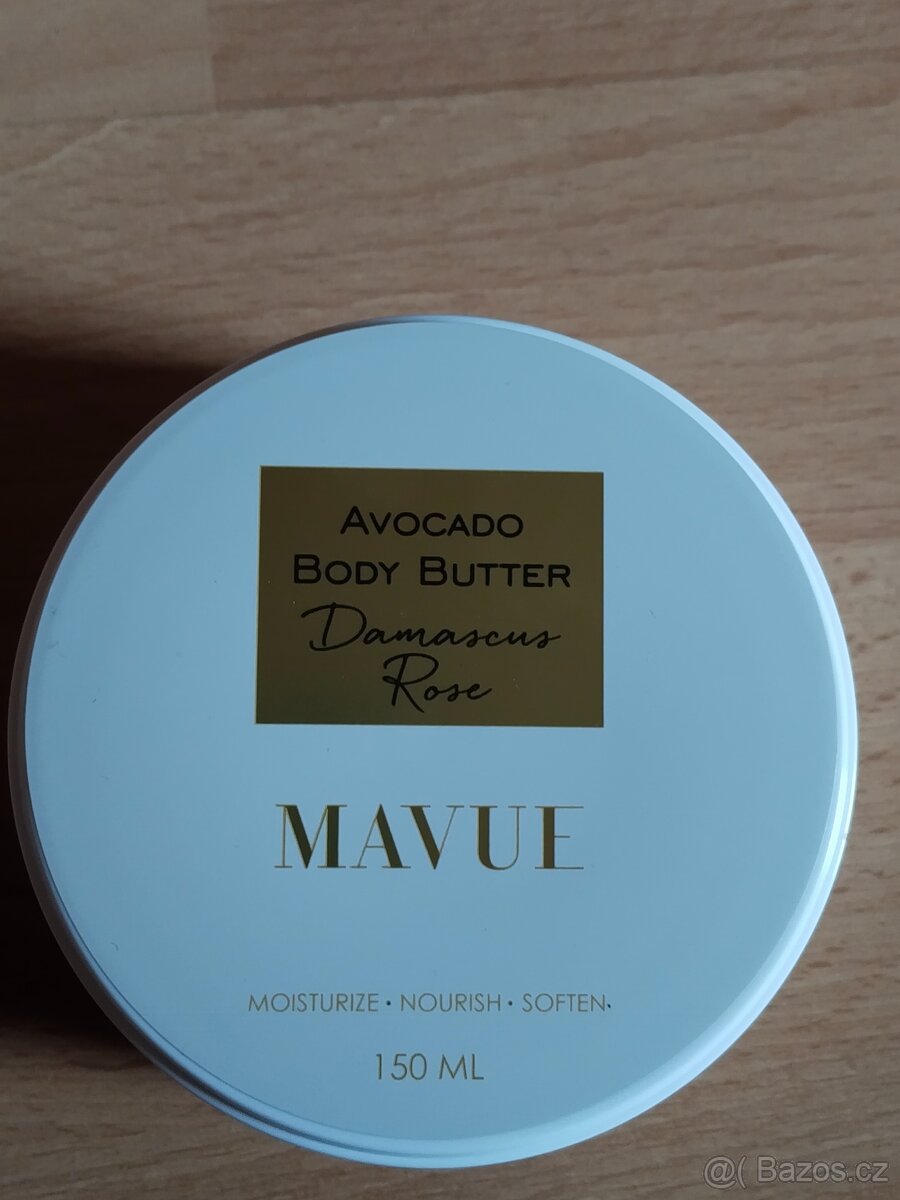 AVOCADO
BODY BUTTER
Damascus
Rose
MAVUE
MOISTURIZE • NOURISH • SOFTEN
150 ML
@( Bazos.cz